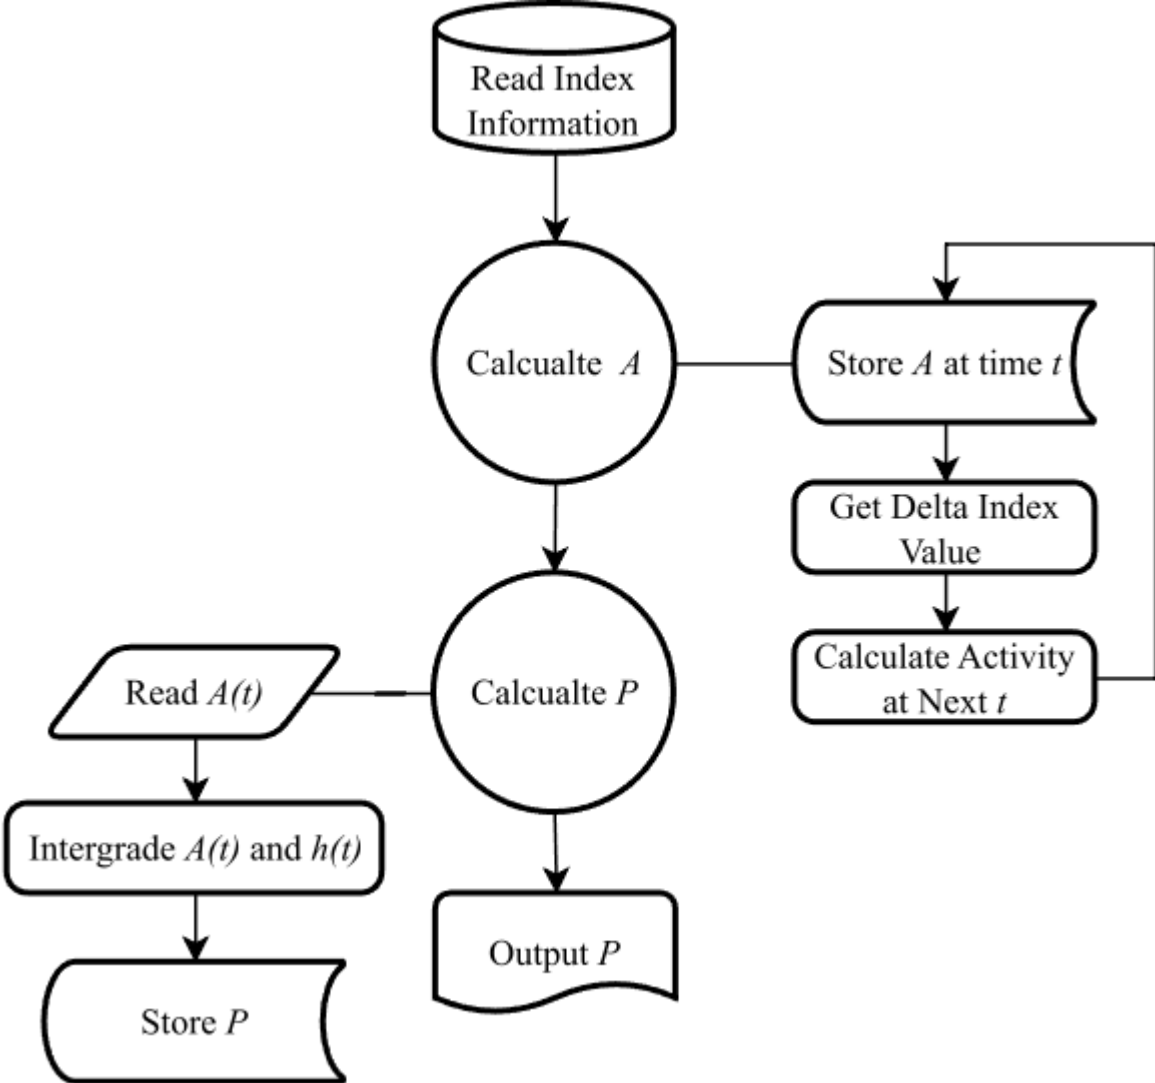 Read Index
Information
Calcualte A
Store A at time t
Get Delta Index
Value
Calculate Activity
at Next t
Calcualte P
Read A(t)
Intergrade A(t) and h(t)
Store P
Output P